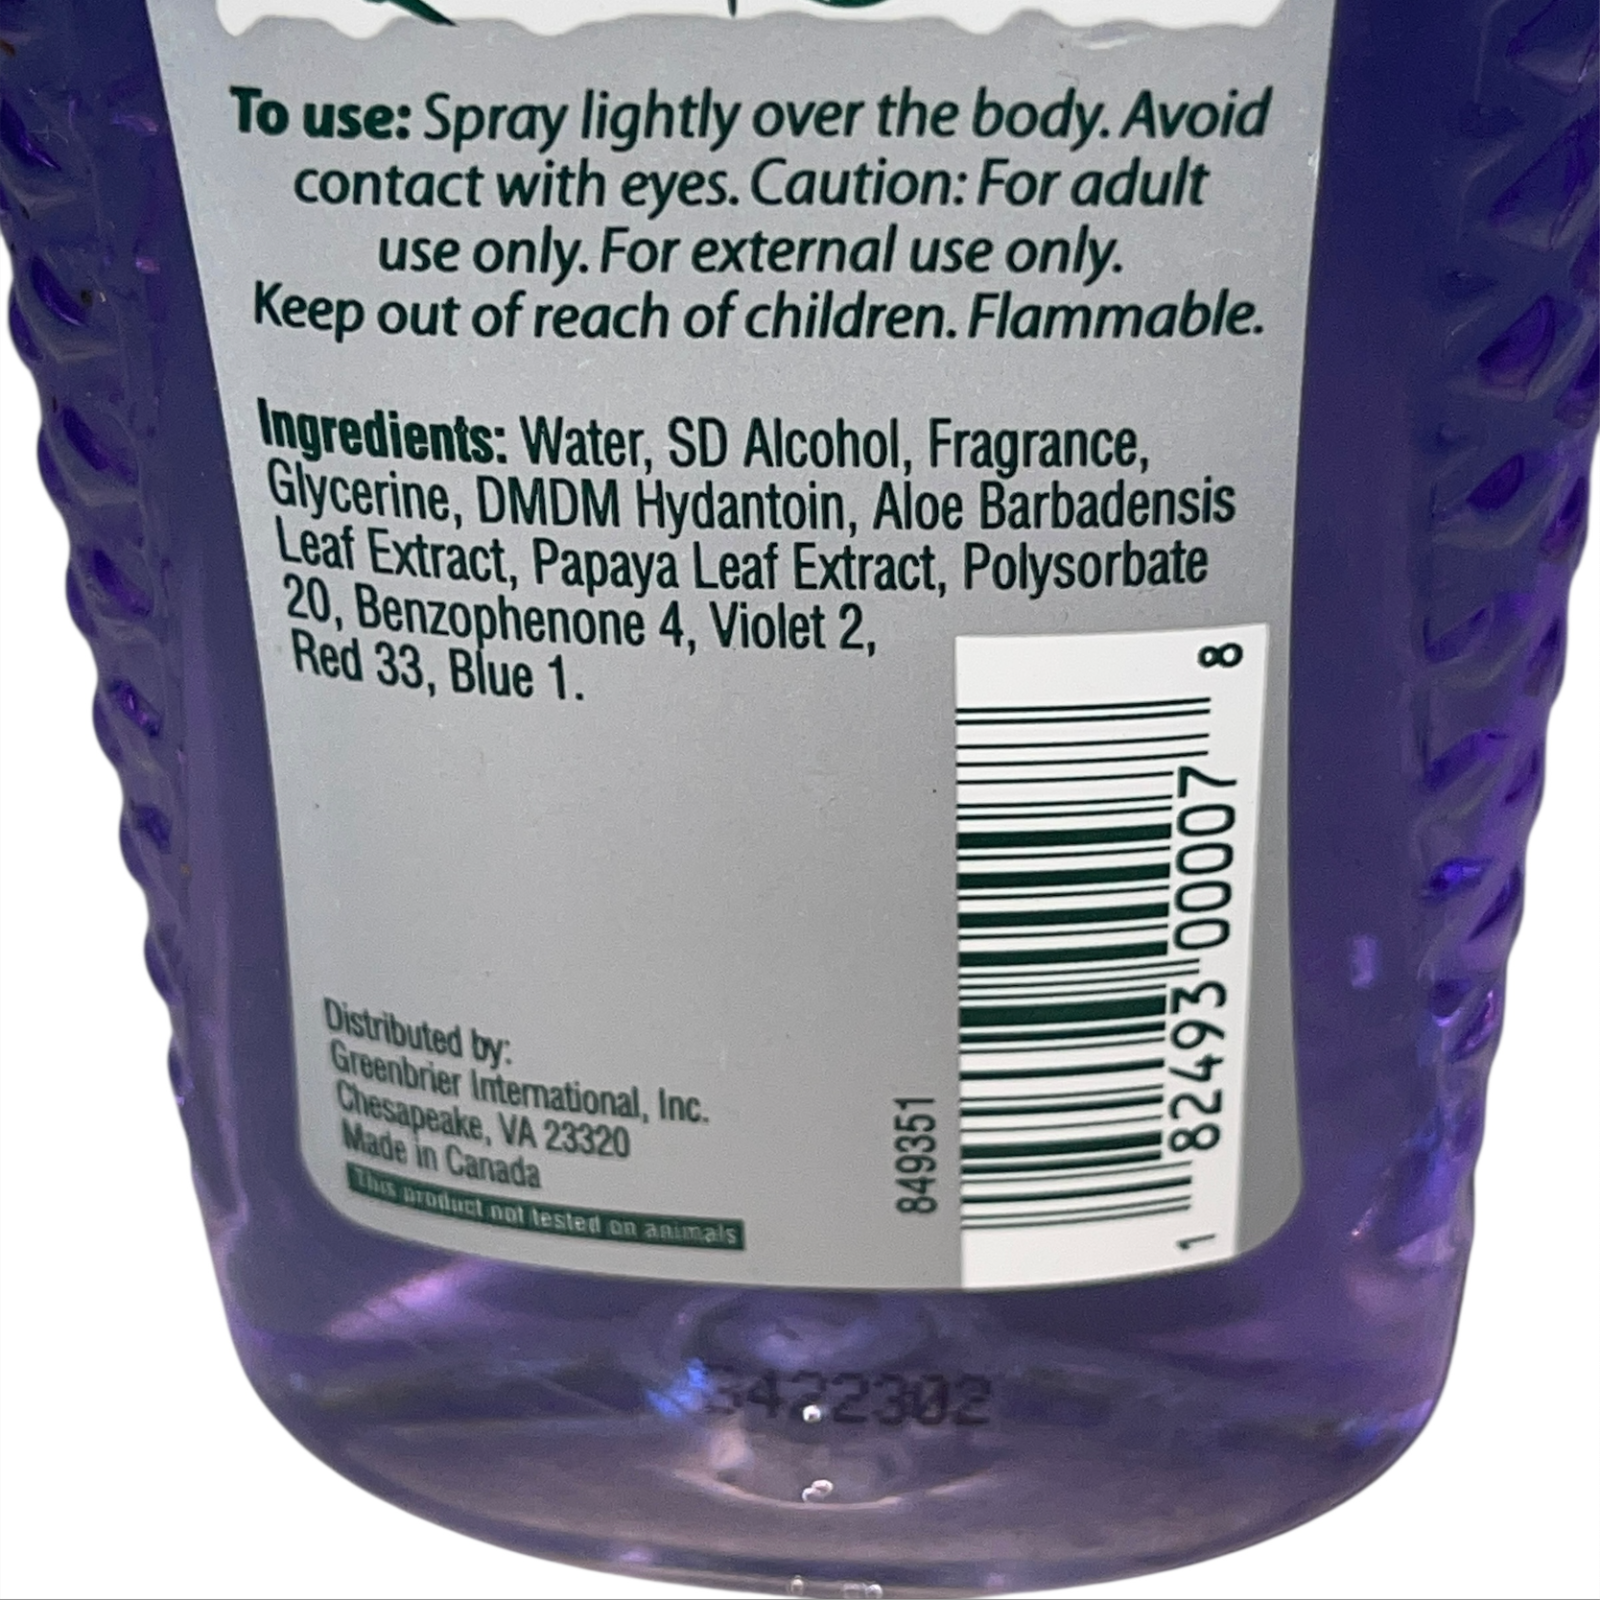 To use: Spray lightly over the body. Avoid
contact with eyes. Caution: For adult
use only. For external use only.
Keep out of reach of children. Flammable.
Ingredients: Water, SD Alcohol, Fragrance,
Glycerine, DMDM Hydantoin, Aloe Barbadensis
Leaf Extract, Papaya Leaf Extract, Polysorbate
20, Benzophenone 4, Violet 2,
Red 33, Blue 1.
Distributed by:
Greenbrier International, Inc.
Chesapeake, VA 23320
Made in Canada
This product not tested on animals
849351
1 82493 00007 8